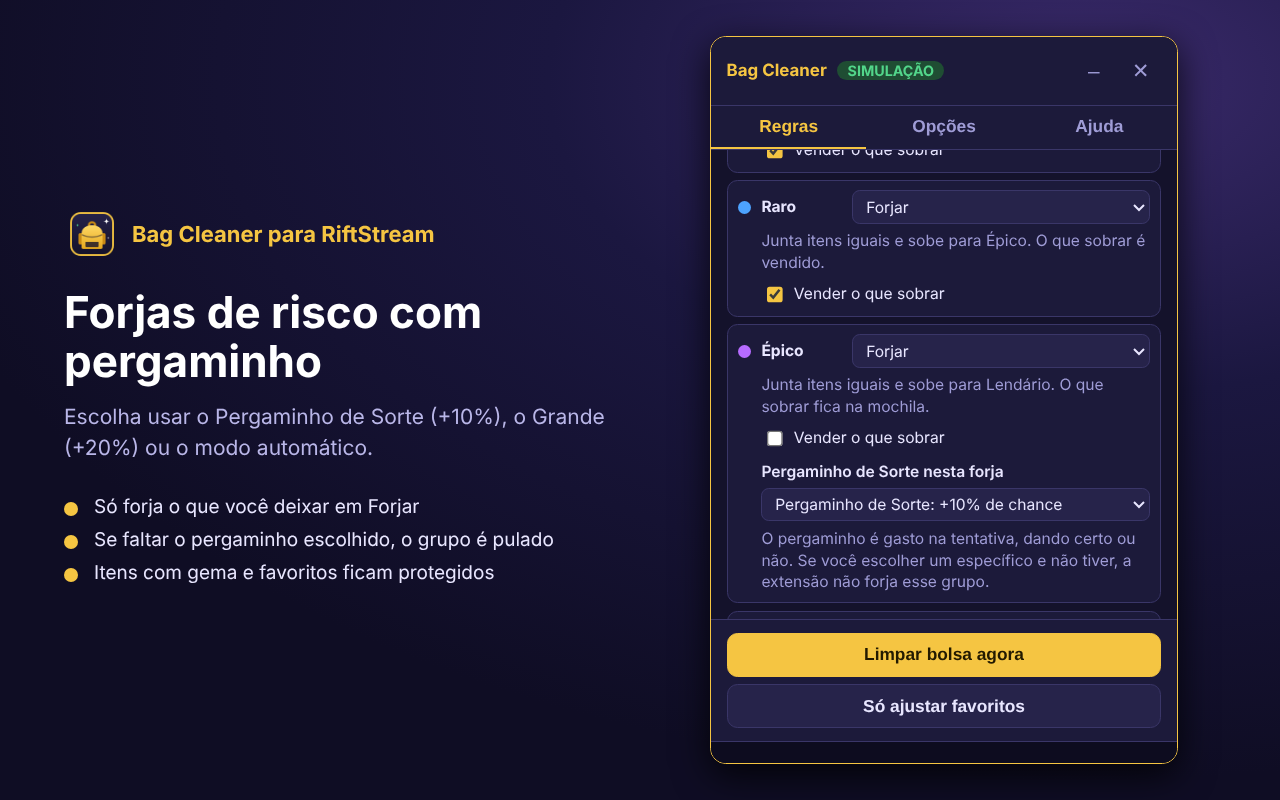 Bag Cleaner para RiftStream
Forjas de risco com
pergaminho
Escolha usar o Pergaminho de Sorte (+10%), o Grande
(+20%) ou o modo automático.
Só forja o que você deixar em Forjar
Se faltar o pergaminho escolhido, o grupo é pulado
Itens com gema e favoritos ficam protegidos
Bag Cleaner SIMULAÇÃO
Regras Opções Ajuda
Vender o que sobrar
Raro Forjar
Junta itens iguais e sobe para Épico. O que sobrar é
vendido.
Vender o que sobrar
Épico Forjar
Junta itens iguais e sobe para Lendário. O que
sobrar fica na mochila.
Vender o que sobrar
Pergaminho de Sorte nesta forja
Pergaminho de Sorte: +10% de chance
O pergaminho é gasto na tentativa, dando certo ou
não. Se você escolher um específico e não tiver, a
extensão não forja esse grupo.
Limpar bolsa agora
Só ajustar favoritos